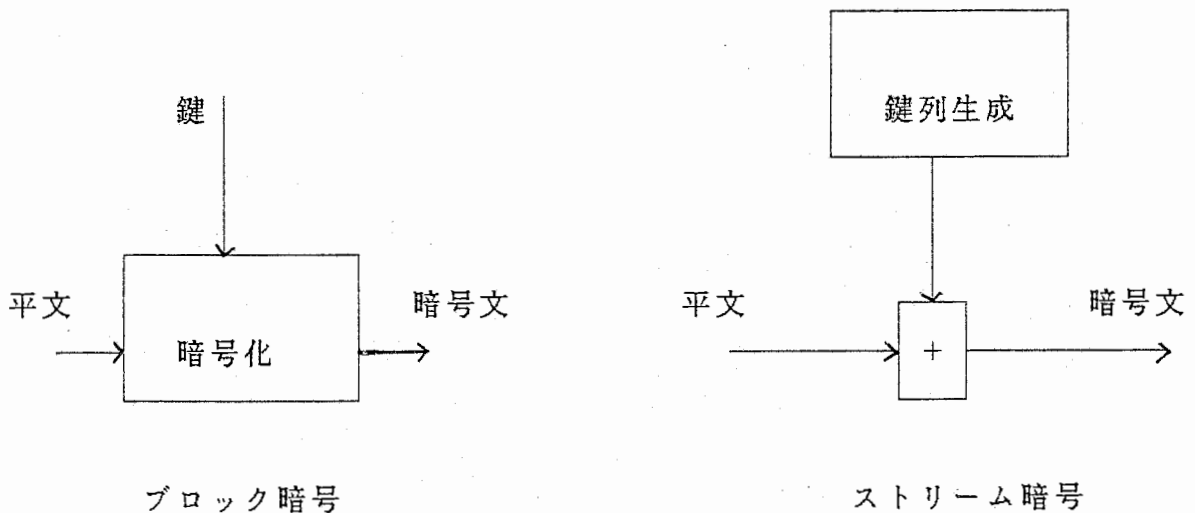 鍵
平文
暗号化
暗号文
ブロック暗号
鍵列生成
平文
+
暗号文
ストリーム暗号